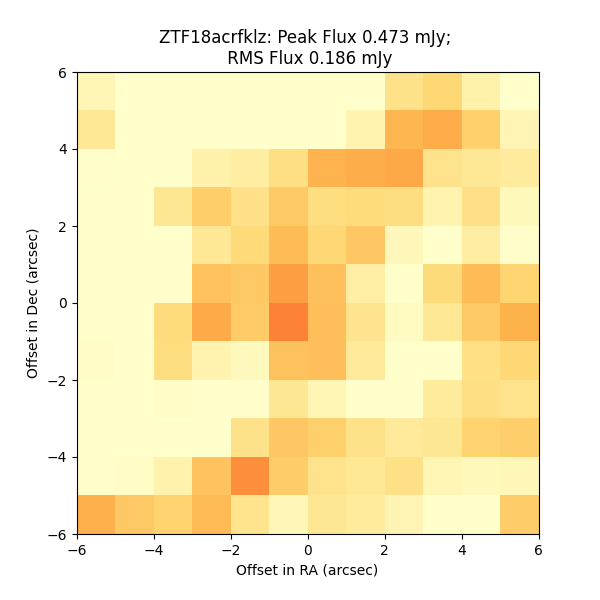 ZTF18acrfklz: Peak Flux 0.473 mJy;
RMS Flux 0.186 mJy
6
4
2
0
−2
−4
−6
Offset in Dec (arcsec)
−6 −4 −2 0 2 4 6
Offset in RA (arcsec)